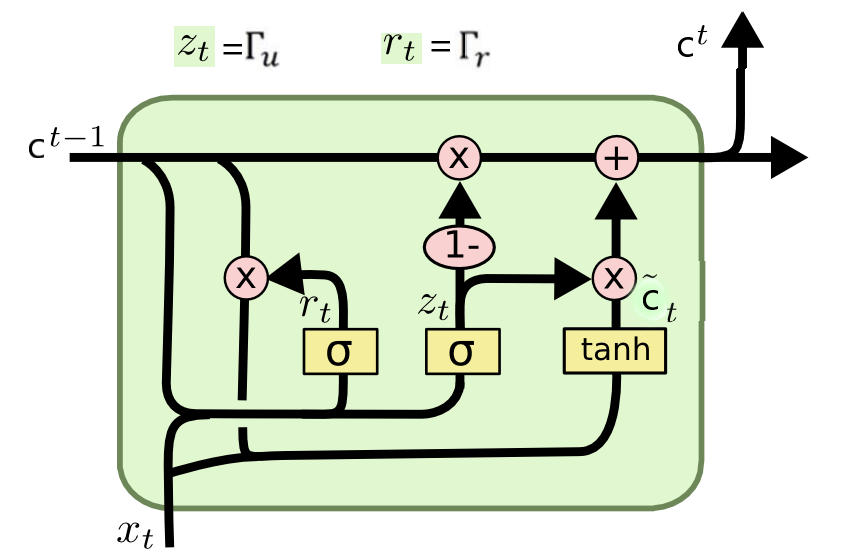 z_t =Γ_u r_t = Γ_r
c^t
c^{t-1}
x +
1-
x x c̃_t
r_t z_t
σ σ tanh
x_t